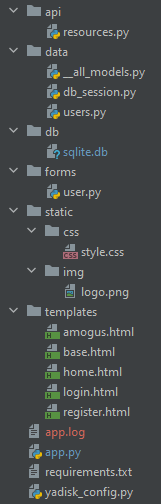 api
resources.py
data
__all_models.py
db_session.py
users.py
db
sqlite.db
forms
user.py
static
css
style.css
img
logo.png
templates
amogus.html
base.html
home.html
login.html
register.html
app.log
app.py
requirements.txt
yadisk_config.py